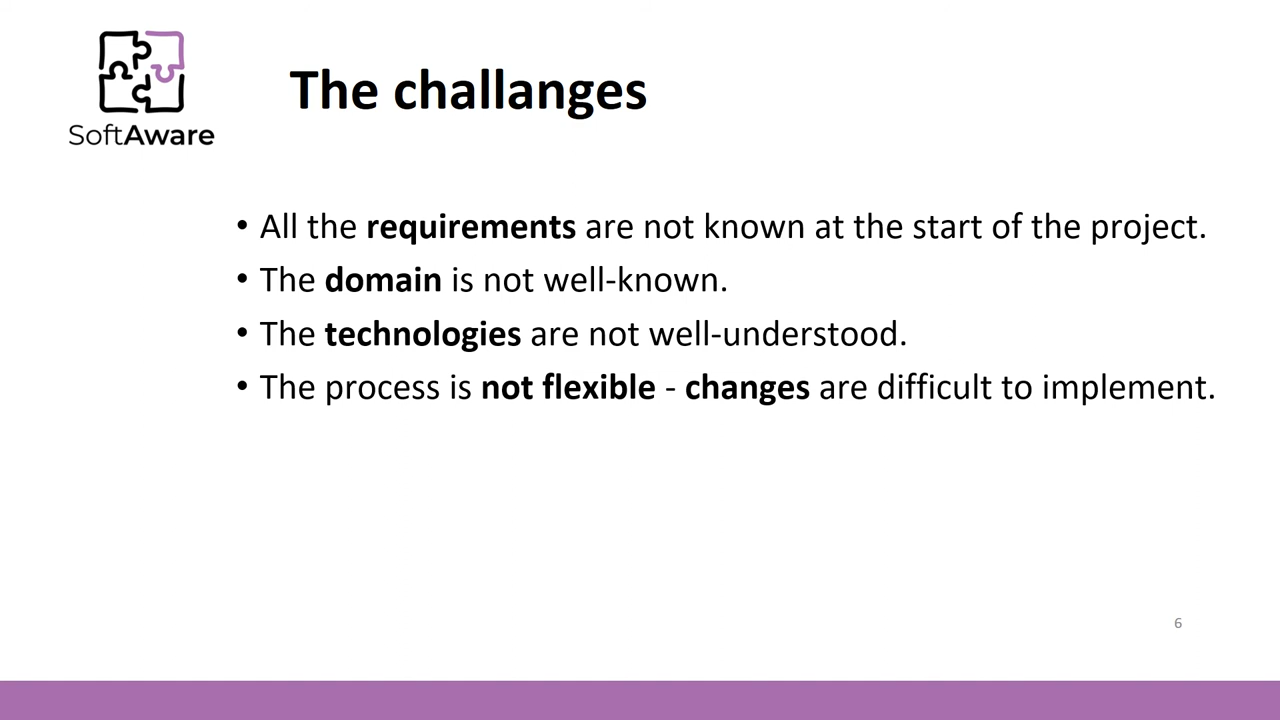 SoftAware
The challanges
• All the requirements are not known at the start of the project.
• The domain is not well-known.
• The technologies are not well-understood.
• The process is not flexible - changes are difficult to implement.
6